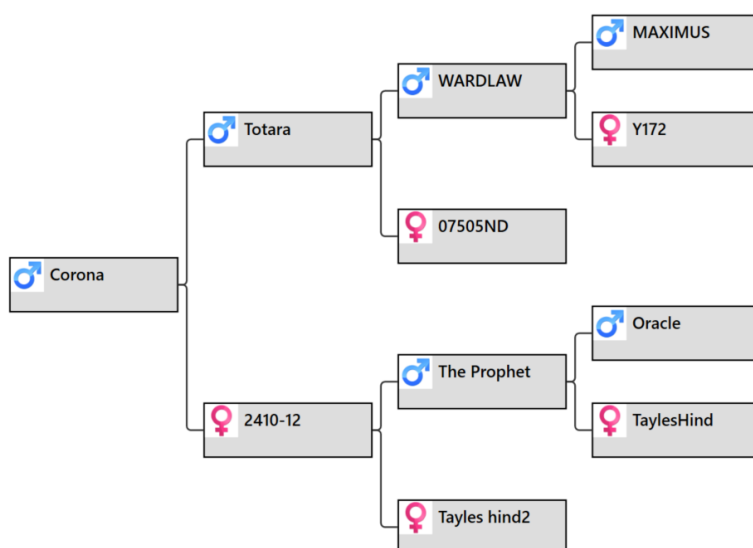 MAXIMUS
WARDLAW
Y172
Totara
07505ND
Corona
Oracle
The Prophet
TaylesHind
2410-12
Tayles hind2